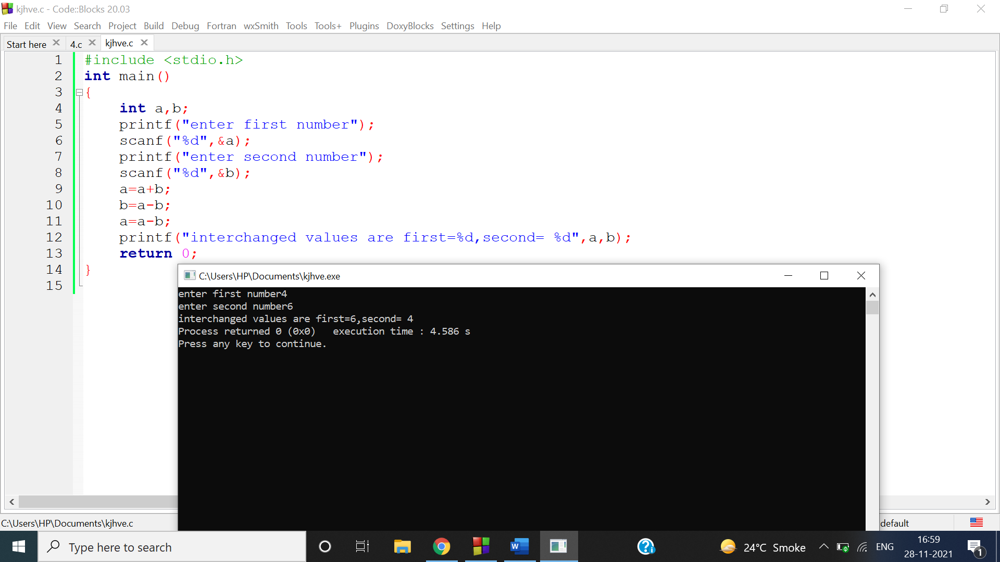 kjhve.c - Code::Blocks 20.03
File Edit View Search Project Build Debug Fortran wxSmith Tools Tools+ Plugins DoxyBlocks Settings Help
Start here 4.c kjhve.c
1 #include <stdio.h>
2 int main()
3 {
4 int a,b;
5 printf("enter first number");
6 scanf("%d",&a);
7 printf("enter second number");
8 scanf("%d",&b);
9 a=a+b;
10 b=a-b;
11 a=a-b;
12 printf("interchanged values are first=%d,second= %d",a,b);
13 return 0;
14 }
15
C:\Users\HP\Documents\kjhve.exe
enter first number4
enter second number6
interchanged values are first=6,second= 4
Process returned 0 (0x0)   execution time : 4.586 s
Press any key to continue.
C:\Users\HP\Documents\kjhve.c default
Type here to search
24°C Smoke
ENG
16:59
28-11-2021
1